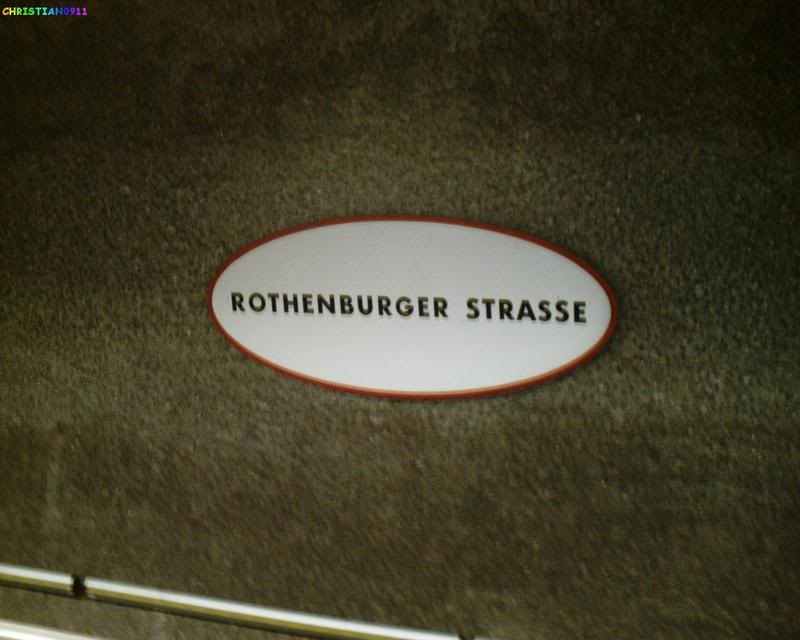 CHRISTIAN0911
ROTHENBURGER STRASSE